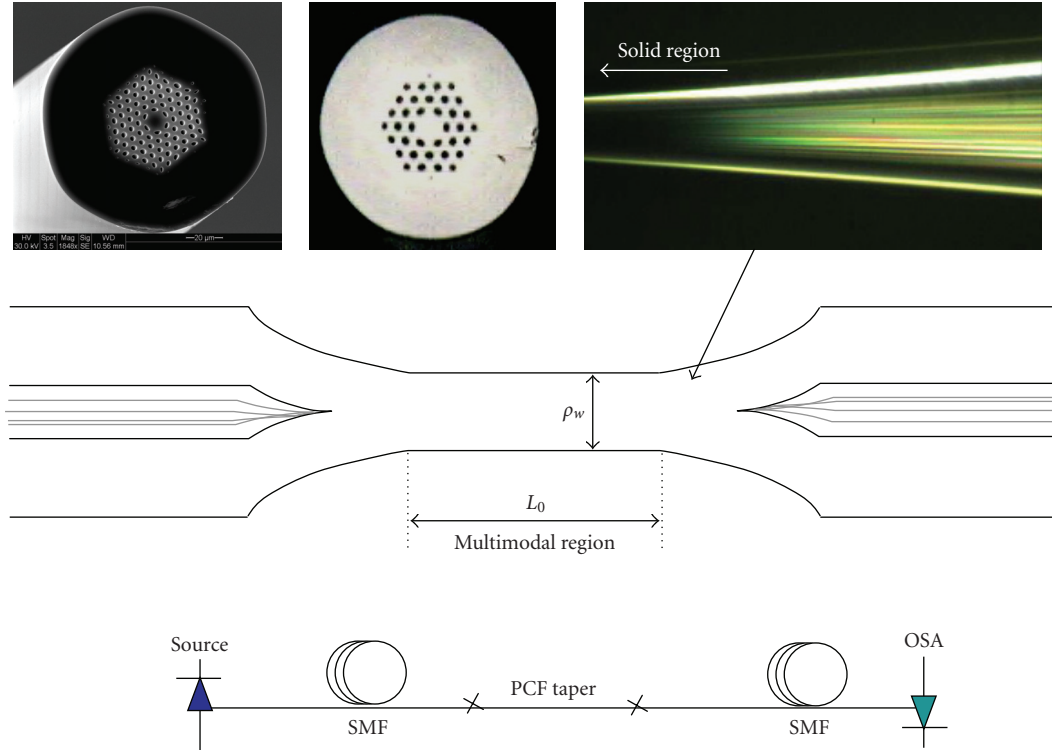 Solid region
HV Spot Mag Sig WD
30.0 kV 3.5 1848x SE 10.56 mm
20 µm
ρw
L0
Multimodal region
Source
OSA
PCF taper
SMF
SMF